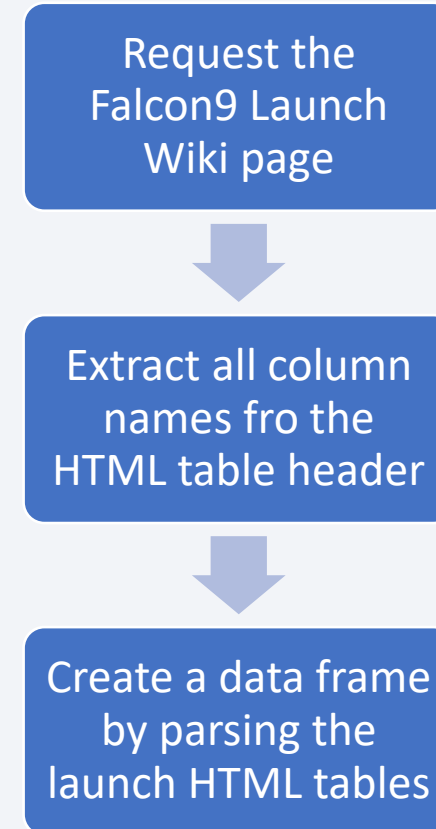 Request the
Falcon9 Launch
Wiki page
Extract all column
names fro the
HTML table header
Create a data frame
by parsing the
launch HTML tables